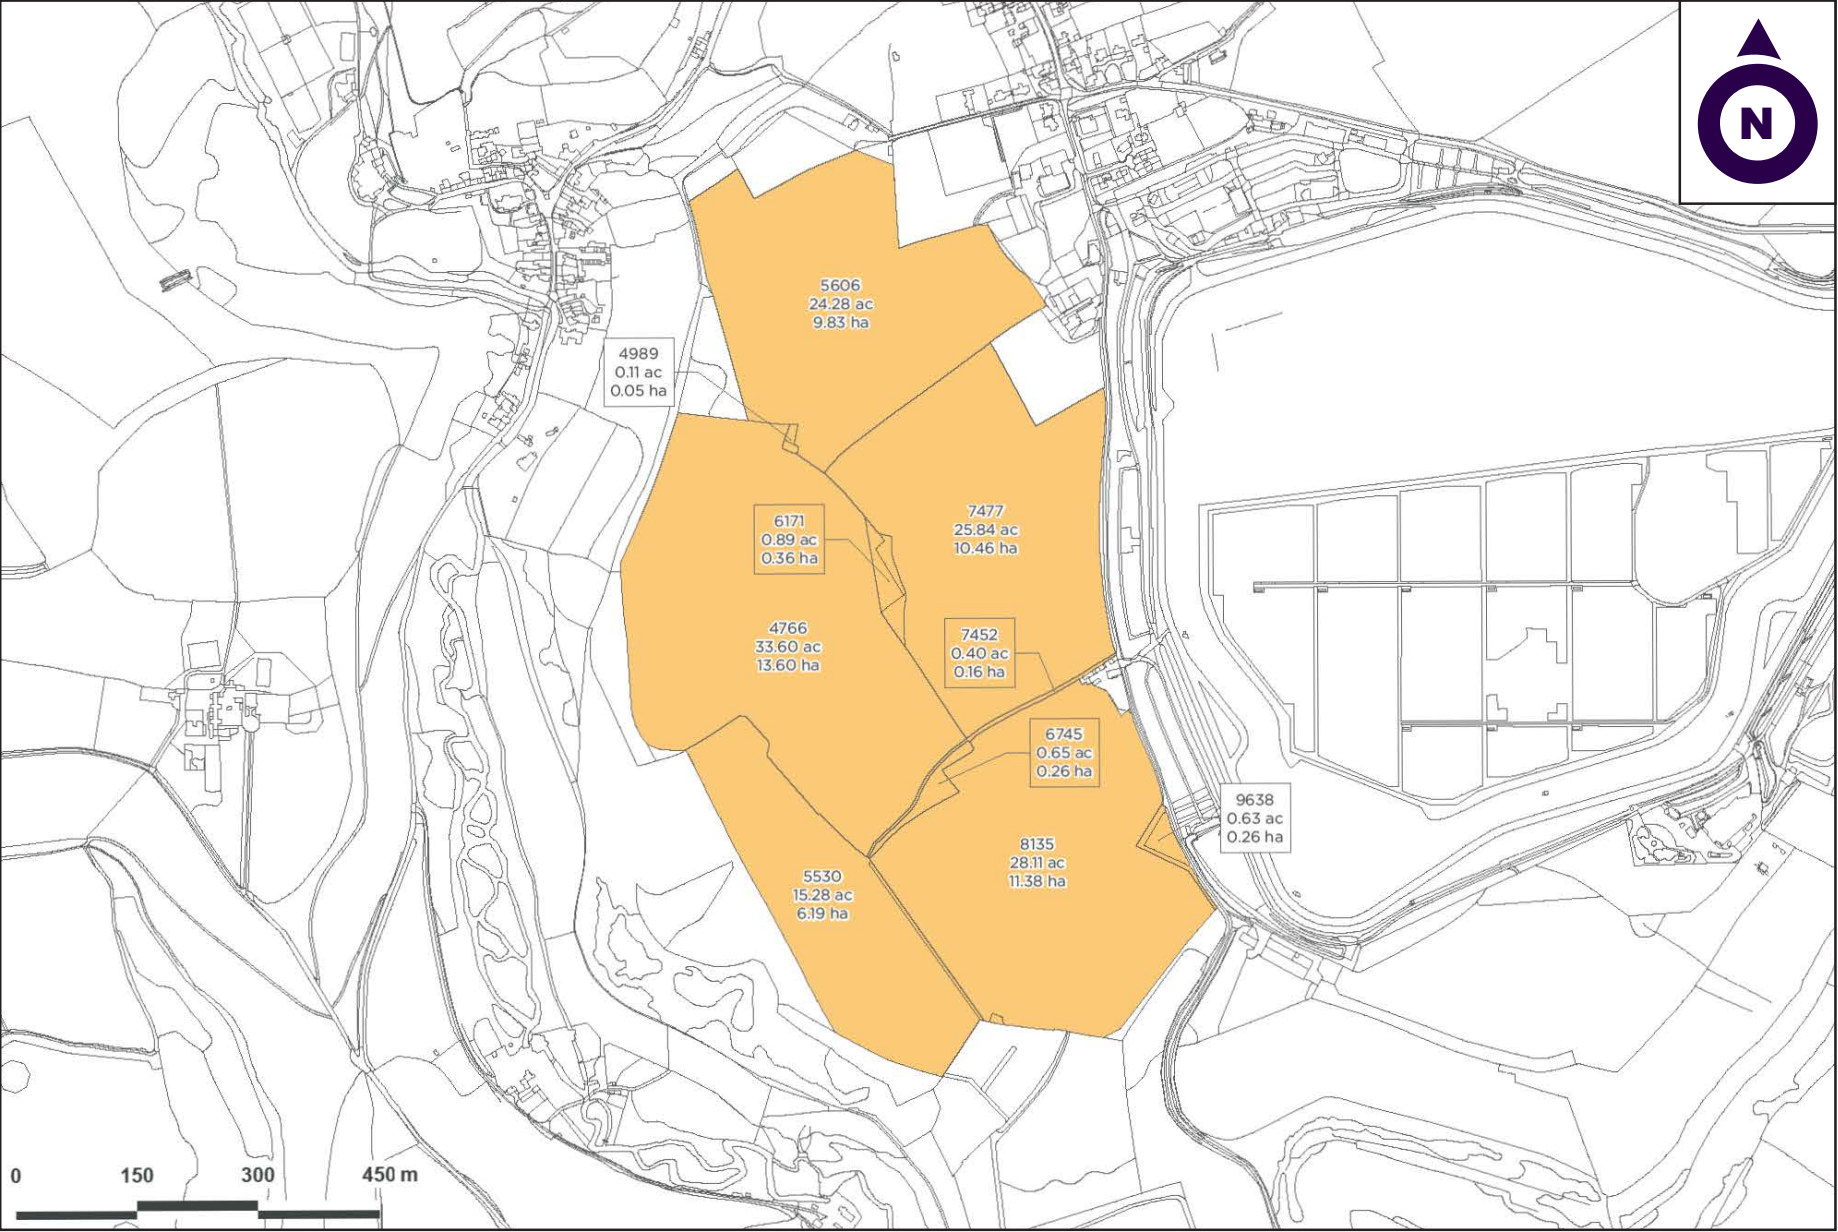 N
5606
24.28 ac
9.83 ha
4989
0.11 ac
0.05 ha
6171
0.89 ac
0.36 ha
7477
25.84 ac
10.46 ha
4766
33.60 ac
13.60 ha
7452
0.40 ac
0.16 ha
6745
0.65 ac
0.26 ha
9638
0.63 ac
0.26 ha
8135
28.11 ac
11.38 ha
5530
15.28 ac
6.19 ha
0 150 300 450 m